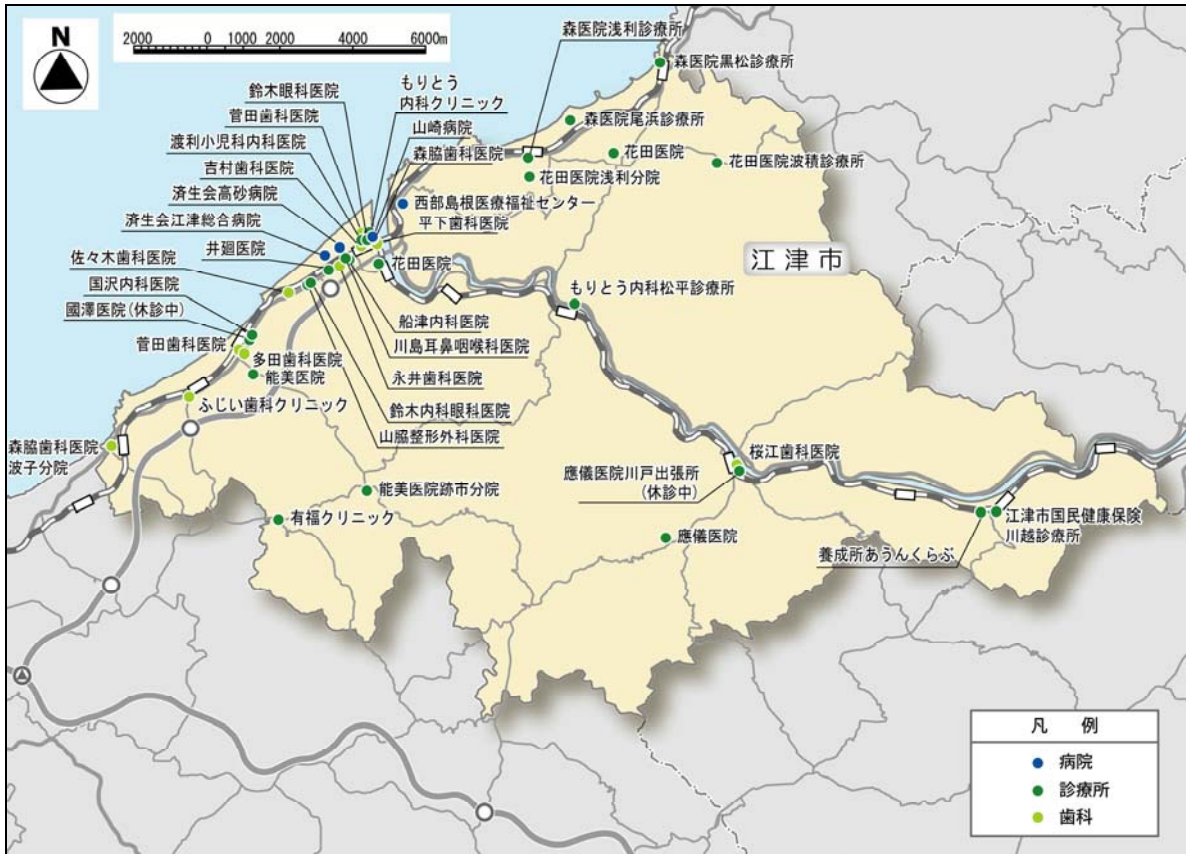 N
2000 0 1000 2000 4000 6000m
森医院浅利診療所
森医院黒松診療所
鈴木眼科医院
もりとう
内科クリニック
菅田歯科医院
山崎病院
森医院尾浜診療所
渡利小児科内科医院
森脇歯科医院
花田医院
花田医院波積診療所
吉村歯科医院
花田医院浅利分院
済生会高砂病院
西部島根医療福祉センター
済生会江津総合病院
平下歯科医院
井廻医院
佐々木歯科医院
花田医院
江津市
国沢内科医院
もりとう内科松平診療所
國澤医院(休診中)
船津内科医院
菅田歯科医院
川島耳鼻咽喉科医院
多田歯科医院
能美医院
永井歯科医院
ふじい歯科クリニック
鈴木内科眼科医院
山脇整形外科医院
森脇歯科医院
波子分院
桜江歯科医院
應儀医院川戸出張所
(休診中)
能美医院跡市分院
有福クリニック
江津市国民健康保険
川越診療所
應儀医院
養成所あうんくらぶ
凡 例
病院
診療所
歯科